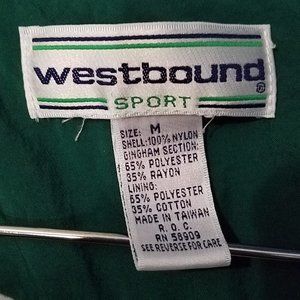 westbound
SPORT
SIZE: M
SHELL: 100% NYLON
GINGHAM SECTION:
65% POLYESTER
35% RAYON
LINING:
65% POLYESTER
35% COTTON
MADE IN TAIWAN
R. O. C.
RN 58909
SEE REVERSE FOR CARE